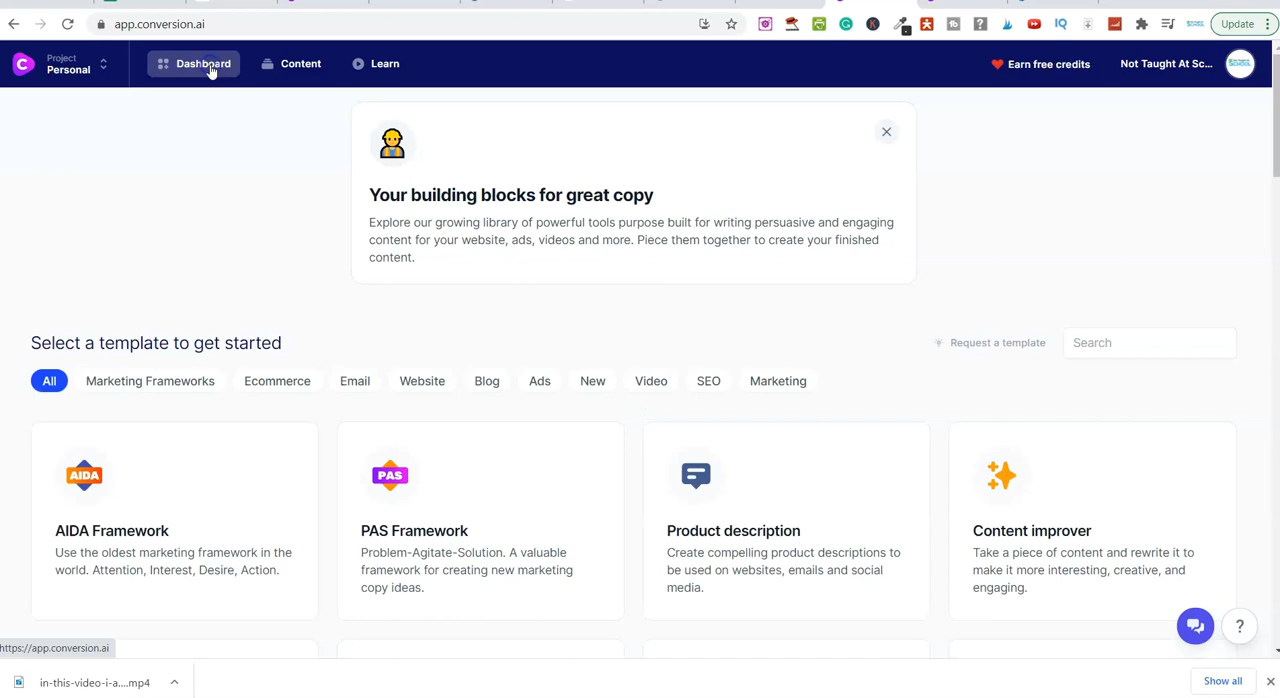 app.conversion.ai
Update
C
Project
Personal
Dashboard
Content
Learn
Earn free credits
Not Taught At Sc...
Your building blocks for great copy
Explore our growing library of powerful tools purpose built for writing persuasive and engaging
content for your website, ads, videos and more. Piece them together to create your finished
content.
Select a template to get started
Request a template
Search
All
Marketing Frameworks
Ecommerce
Email
Website
Blog
Ads
New
Video
SEO
Marketing
AIDA
PAS
AIDA Framework
Use the oldest marketing framework in the
world. Attention, Interest, Desire, Action.
PAS Framework
Problem-Agitate-Solution. A valuable
framework for creating new marketing
copy ideas.
Product description
Create compelling product descriptions to
be used on websites, emails and social
media.
Content improver
Take a piece of content and rewrite it to
make it more interesting, creative, and
engaging.
?
https://app.conversion.ai
in-this-video-i-a....mp4
Show all